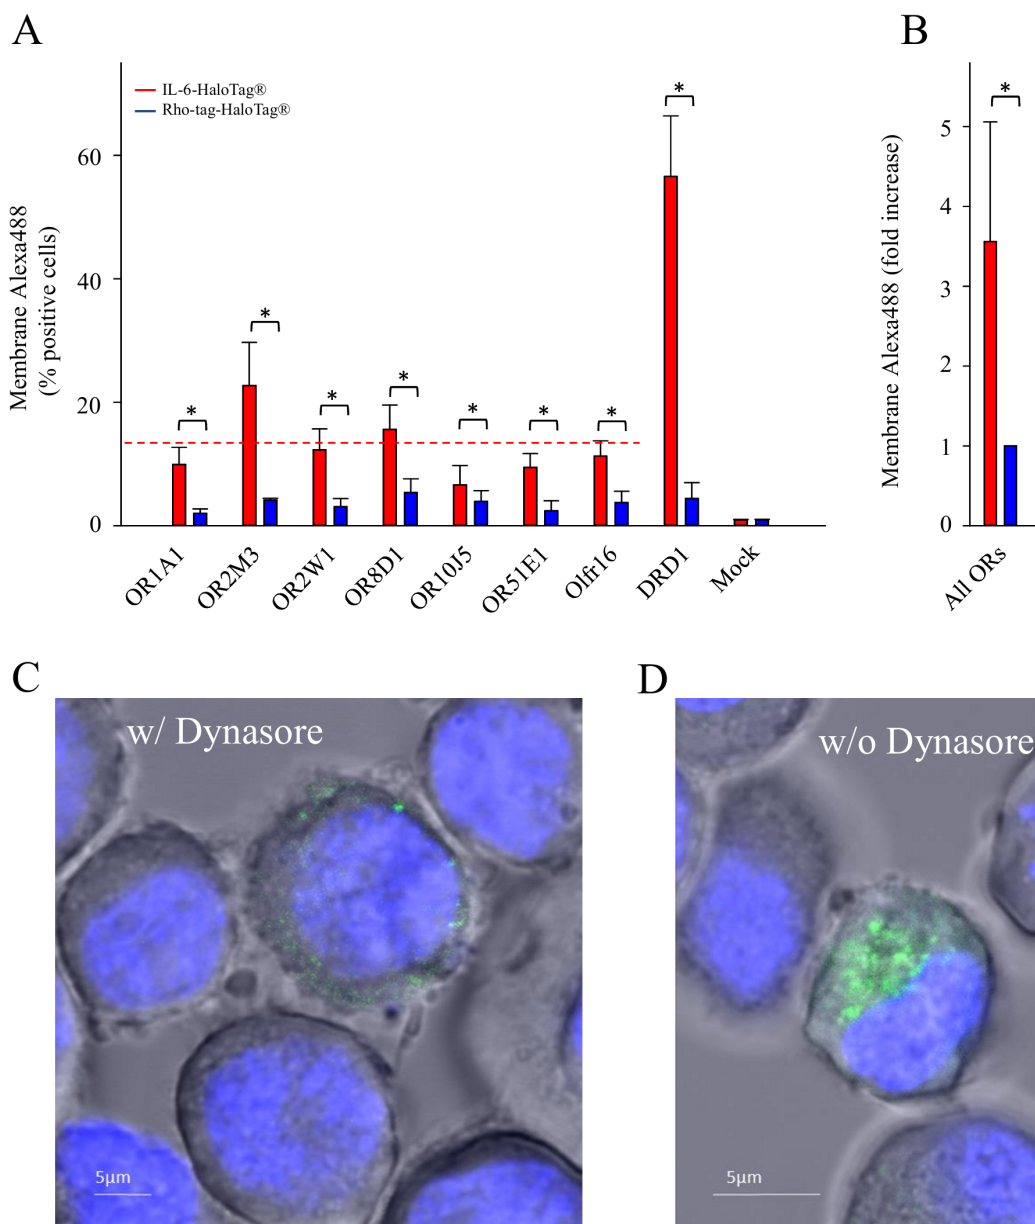 A
B
IL-6-HaloTag®
Rho-tag-HaloTag®
Membrane Alexa488
(% positive cells)
60
40
20
0
* * * * * * * *
OR1A1
OR2M3
OR2W1
OR8D1
OR10J5
OR51E1
Olfr16
DRD1
Mock
Membrane Alexa488 (fold increase)
5
4
3
2
1
0
*
All ORs
C
D
w/ Dynasore
w/o Dynasore
5µm
5µm